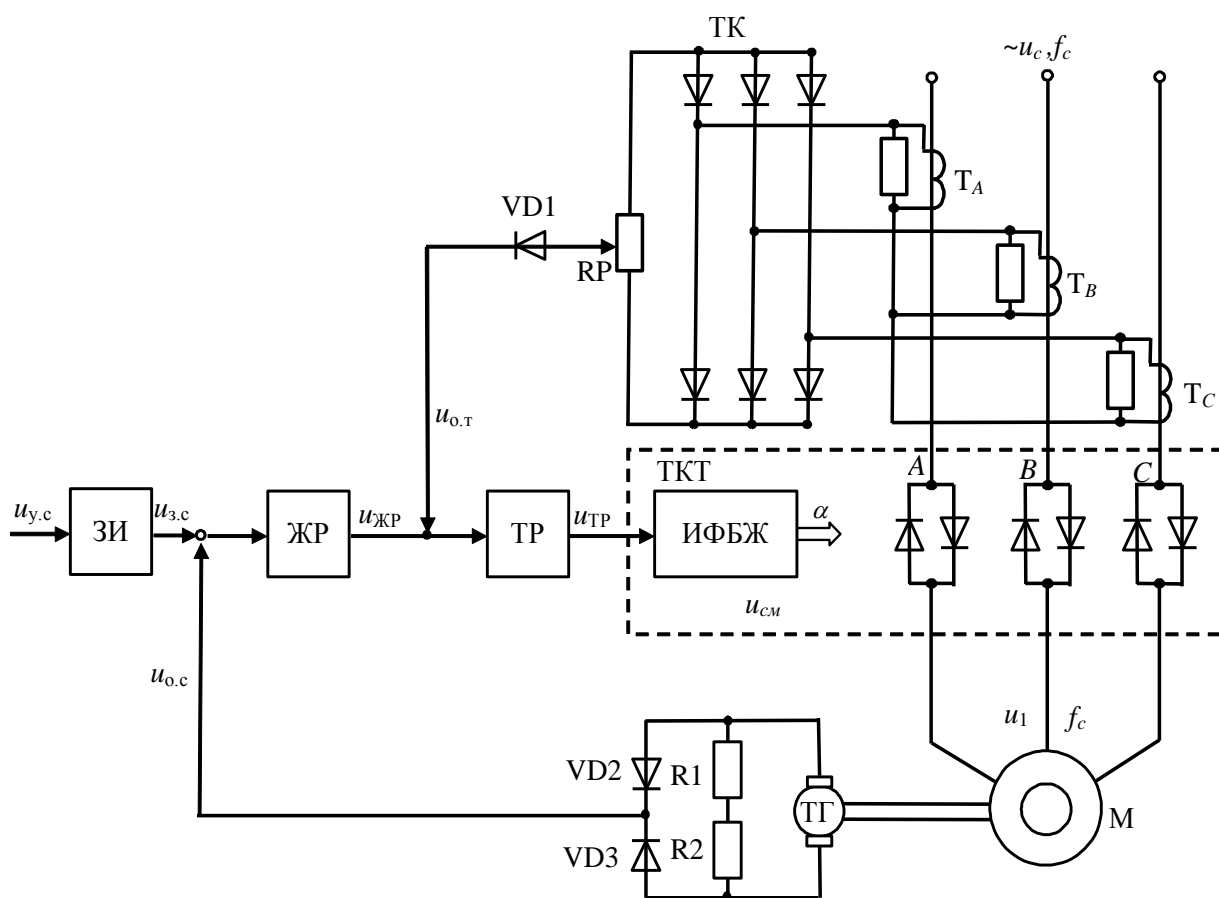 ТК
~u_c, f_c
T_A
VD1
RP
T_B
u_о.т
T_C
ТКТ
A
B
C
u_у.с
ЗИ
u_з.с
ЖР
u_ЖР
ТР
u_ТР
ИФБЖ
α
u_см
u_о.с
u_1
f_c
VD2
R1
ТГ
М
VD3
R2